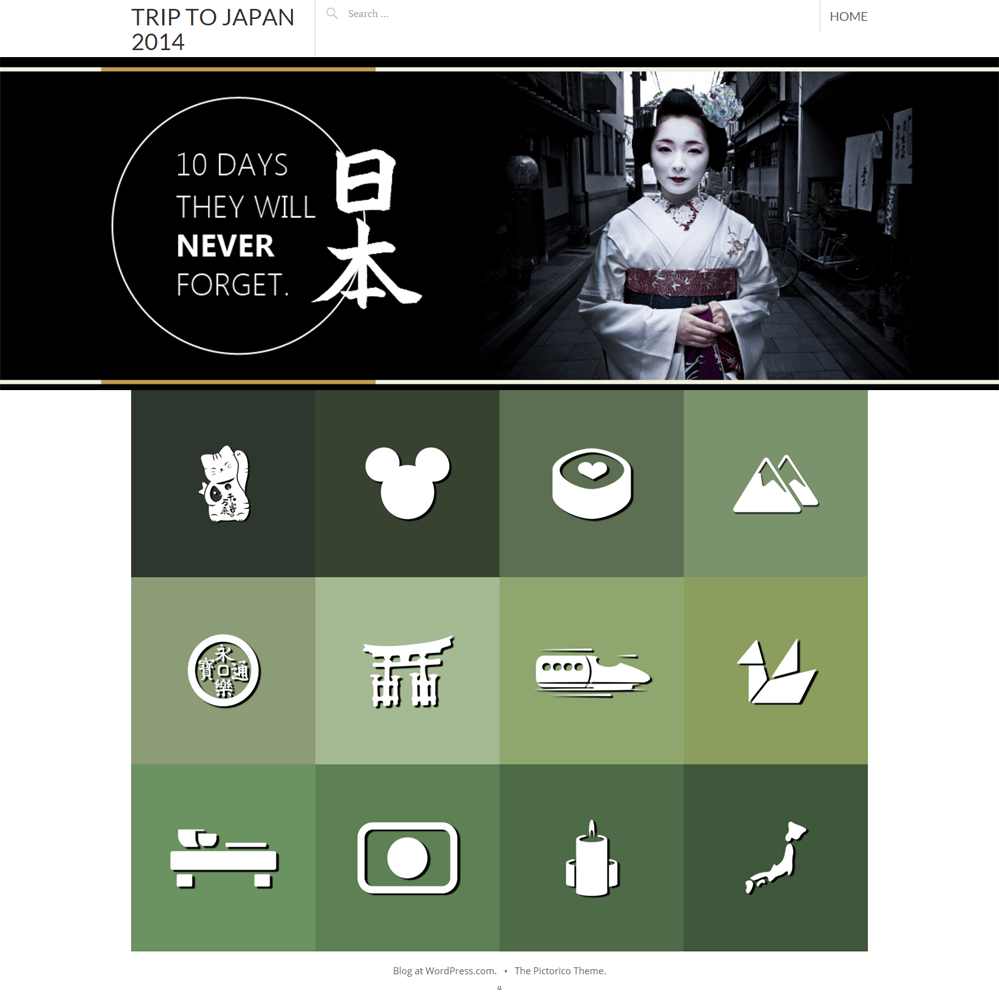 TRIP TO JAPAN
2014
Search ...
HOME
10 DAYS
THEY WILL
NEVER
FORGET.
日
本
永
寳 通
樂
Blog at WordPress.com. • The Pictorico Theme.